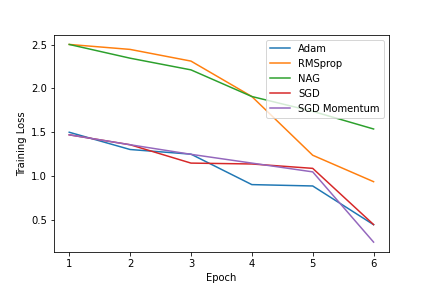 2.5
2.0
1.5
1.0
0.5
Training Loss
Adam
RMSprop
NAG
SGD
SGD Momentum
1 2 3 4 5 6
Epoch